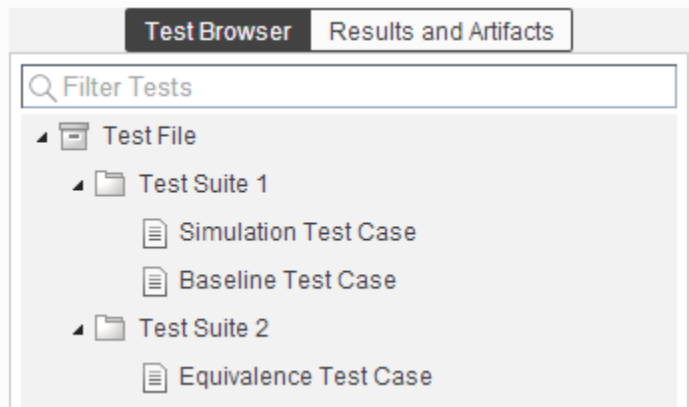 Test Browser Results and Artifacts
Filter Tests
Test File
Test Suite 1
Simulation Test Case
Baseline Test Case
Test Suite 2
Equivalence Test Case